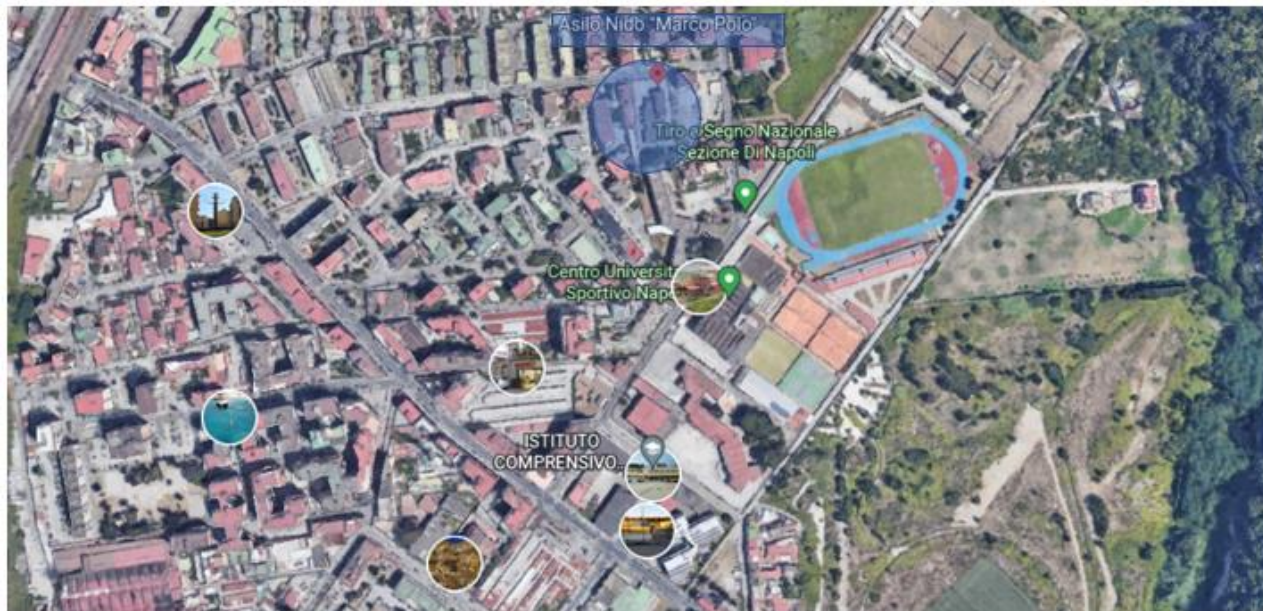 Asilo Nido "Marco Polo"
Tiro a Segno Nazionale
Sezione Di Napoli
Centro Universit
Sportivo Nap
ISTITUTO
COMPRENSIVO...